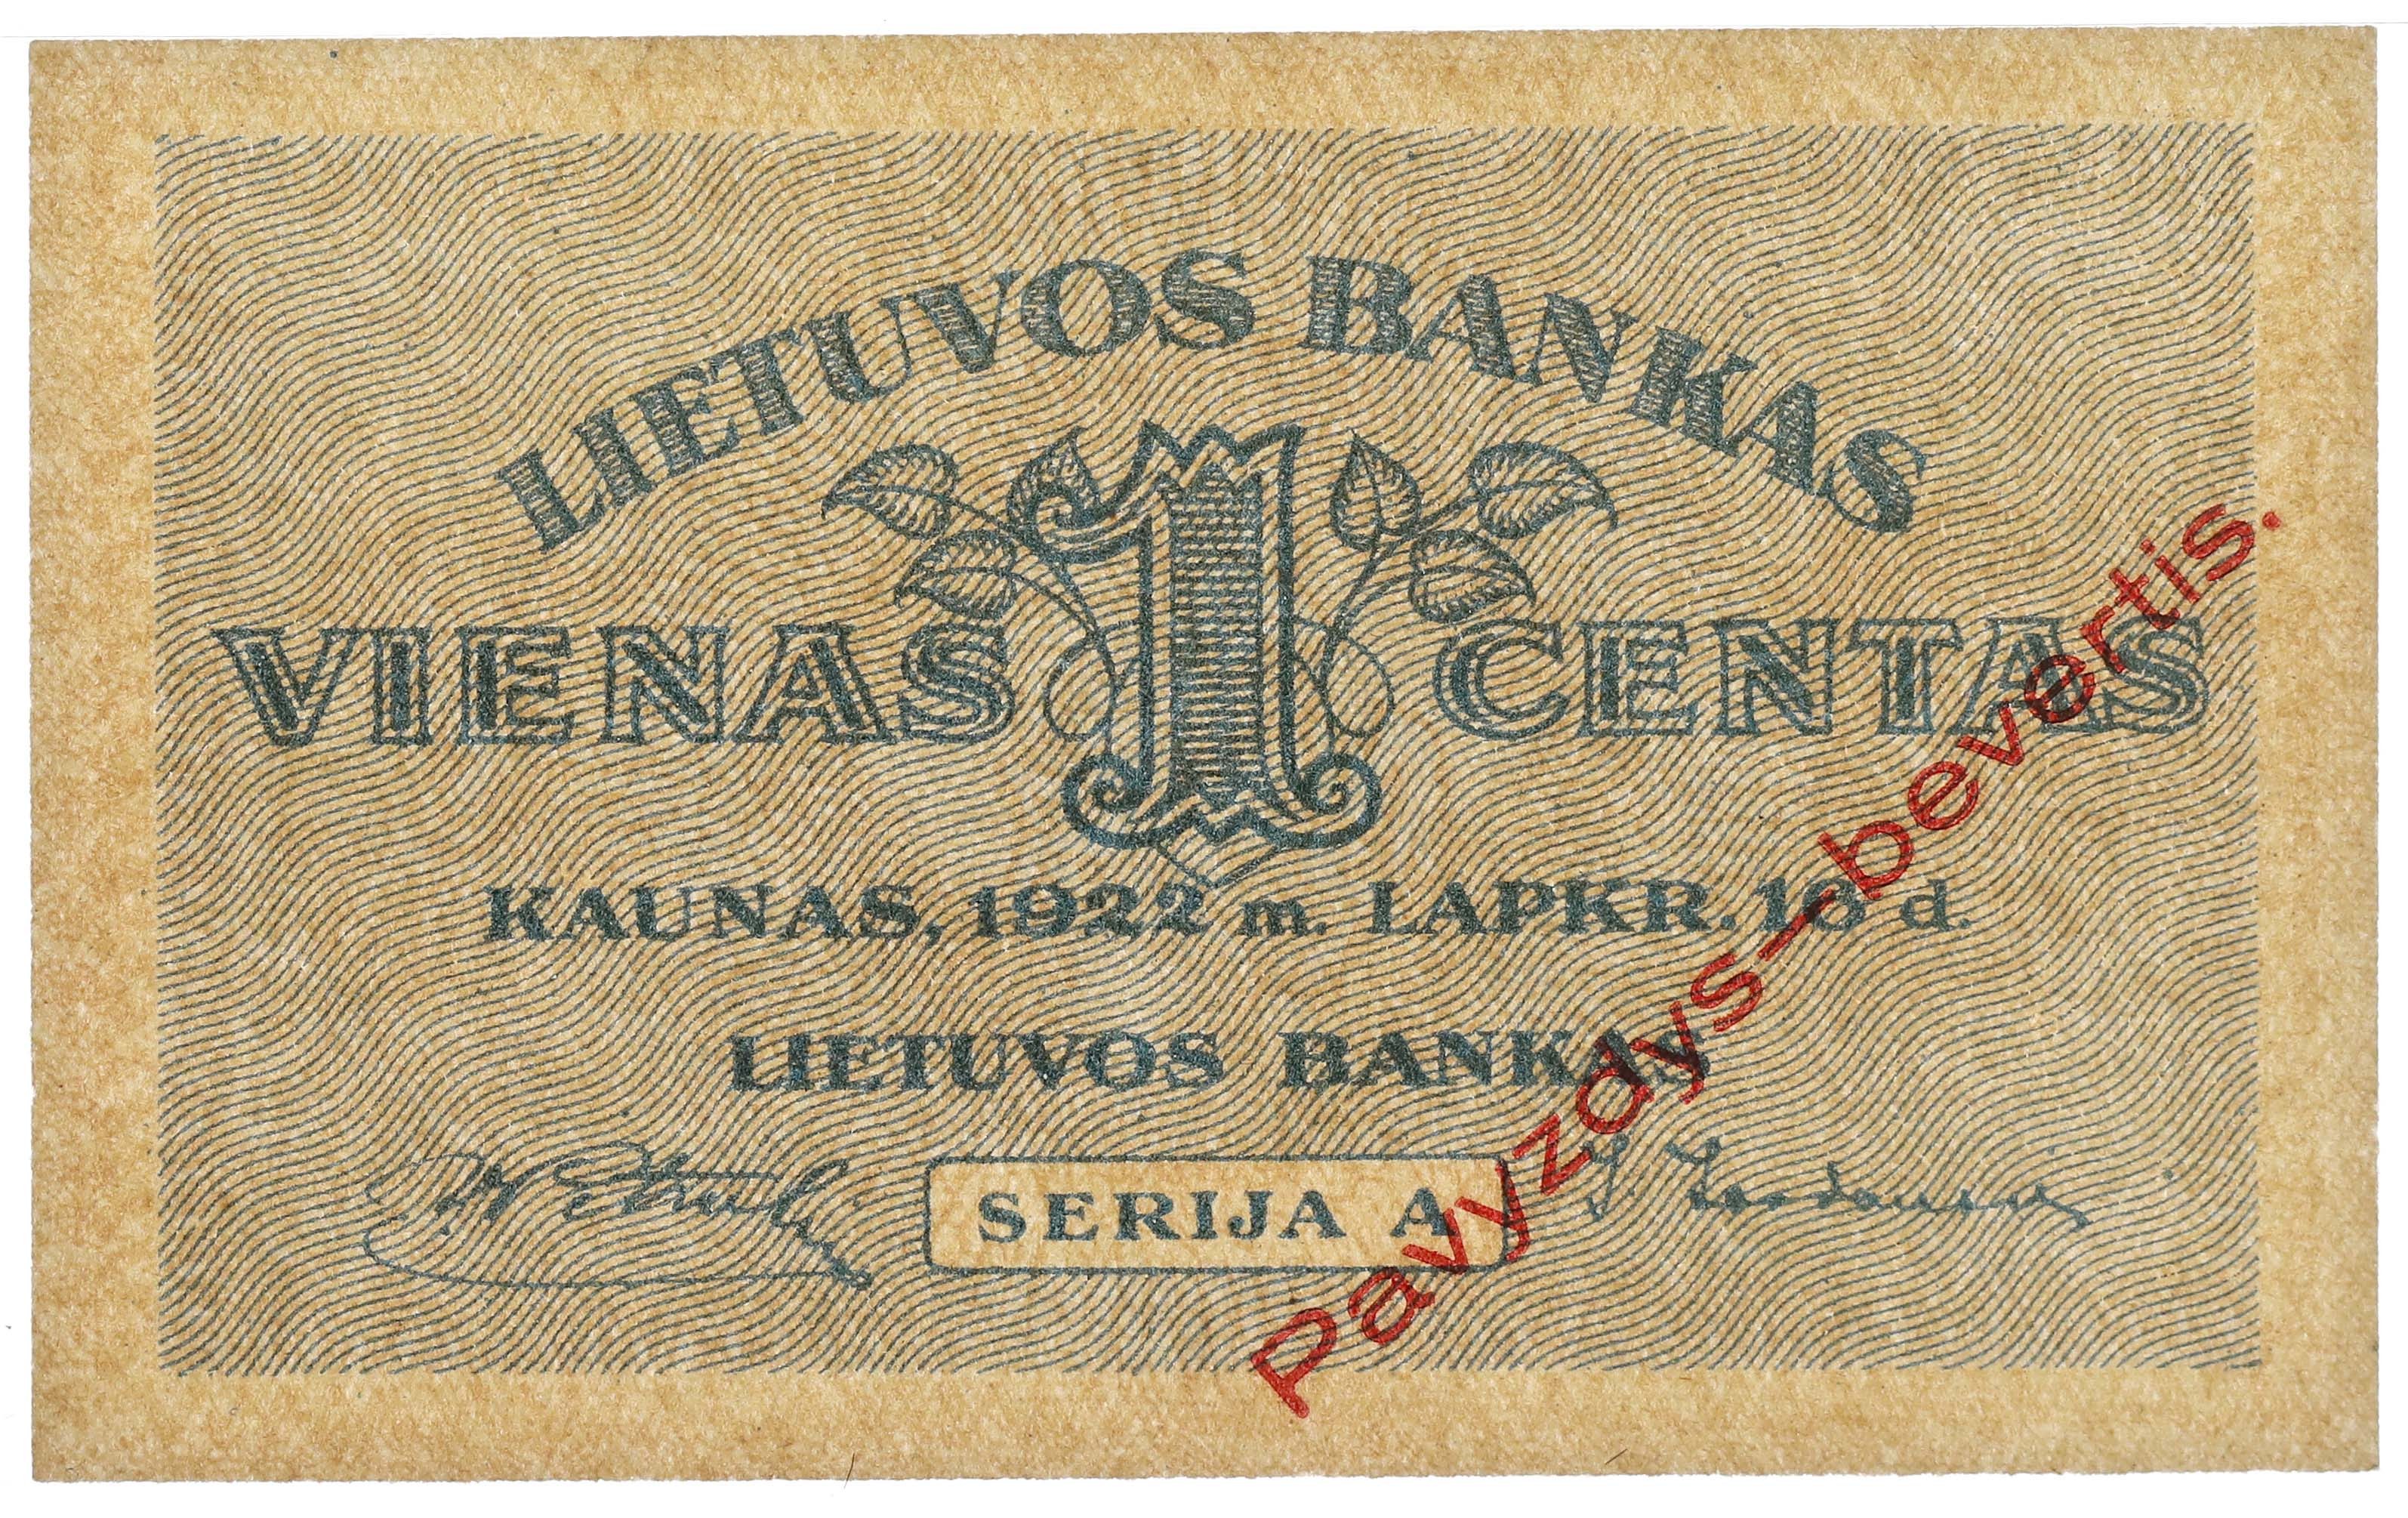 LIETUVOS BANKAS
VIENAS 1 CENTAS
KAUNAS, 1922 m. LAPKR. 16 d.
LIETUVOS BANKAS
SERIJA A
Pavyzdys—bevertis.